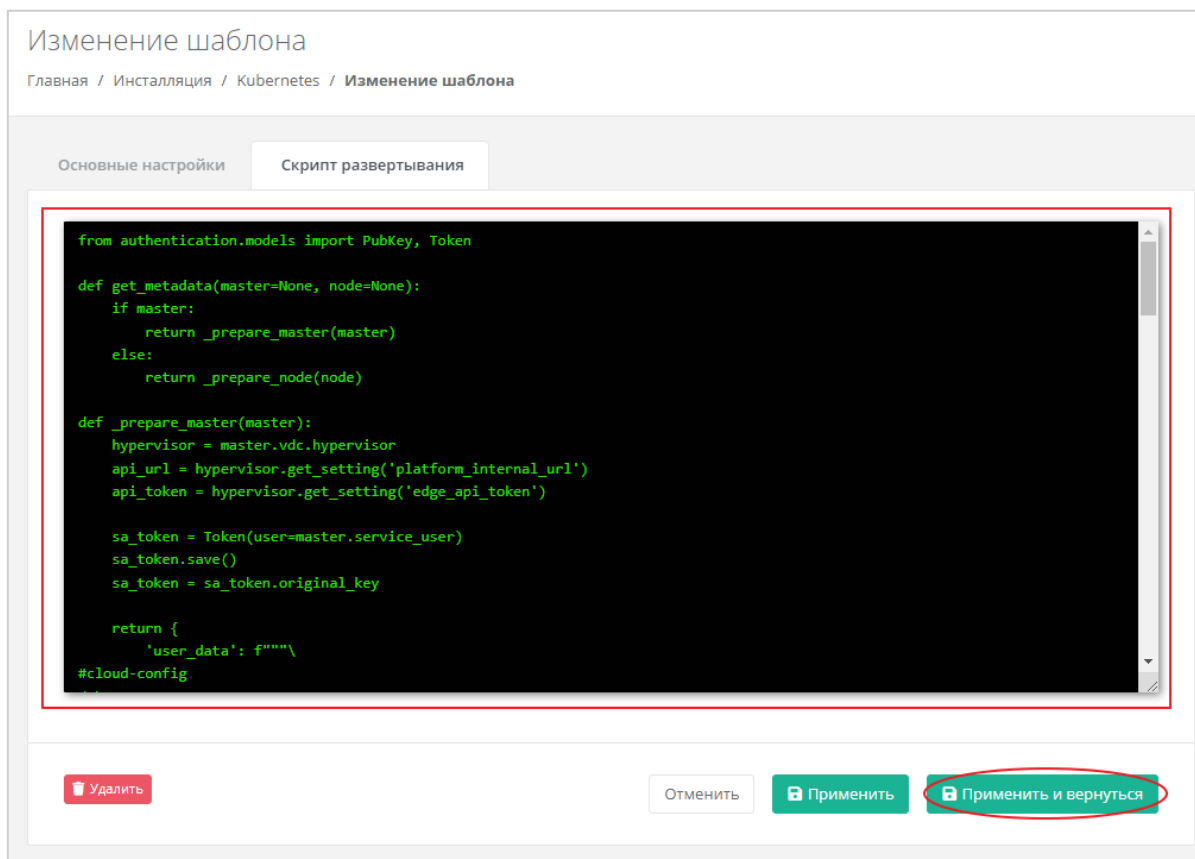 Изменение шаблона
Главная / Инсталляция / Kubernetes / Изменение шаблона
Основные настройки
Скрипт развертывания
from authentication.models import PubKey, Token
def get_metadata(master=None, node=None):
    if master:
        return _prepare_master(master)
    else:
        return _prepare_node(node)
def _prepare_master(master):
    hypervisor = master.vdc.hypervisor
    api_url = hypervisor.get_setting('platform_internal_url')
    api_token = hypervisor.get_setting('edge_api_token')
    sa_token = Token(user=master.service_user)
    sa_token.save()
    sa_token = sa_token.original_key
    return {
        'user_data': f"""\
#cloud-config
Удалить
Отменить
Применить
Применить и вернуться